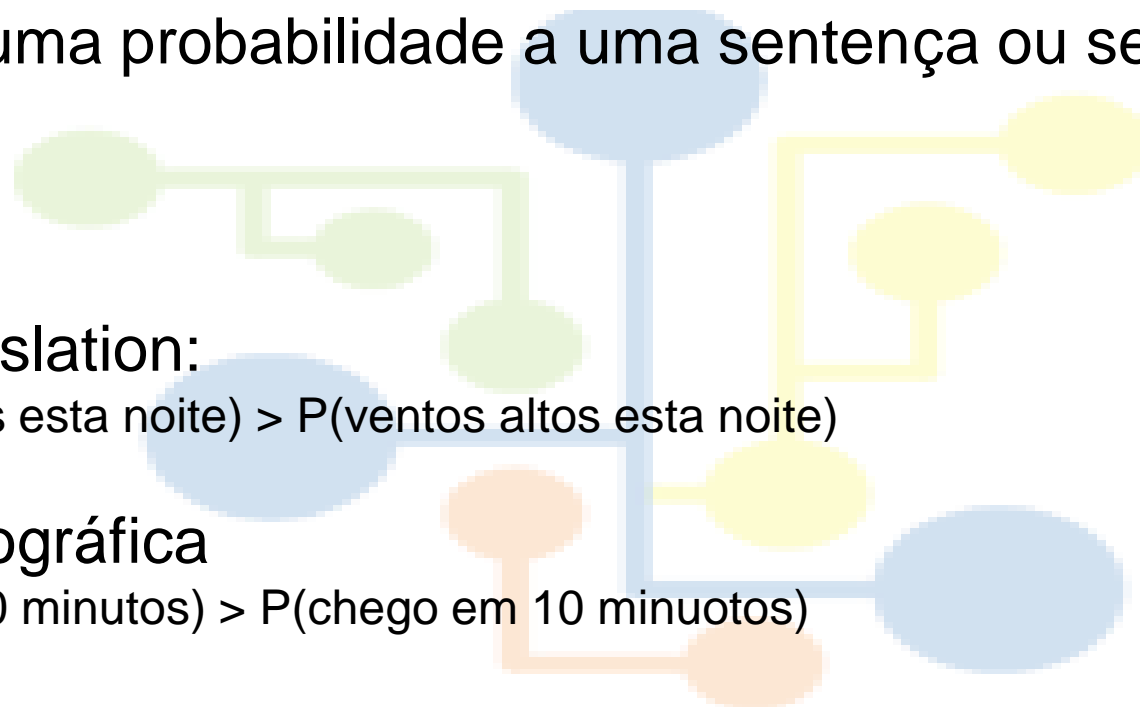 uma probabilidade a uma sentença ou se
slation:
s esta noite) > P(ventos altos esta noite)
ográfica
0 minutos) > P(chego em 10 minuotos)